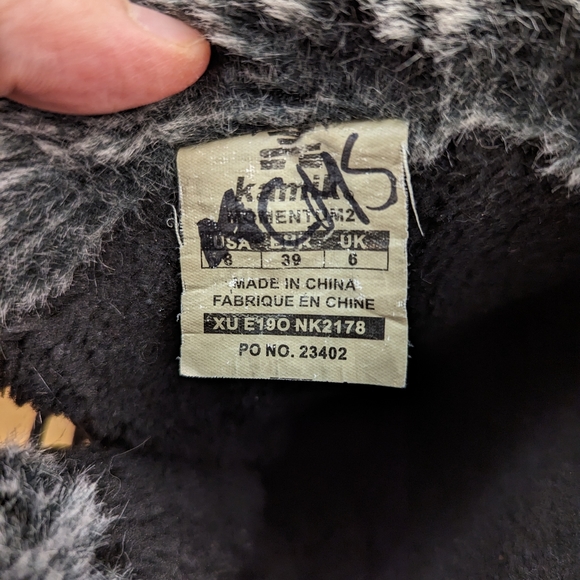 kamik
MOMENTUM2
USA EUR UK
8 39 6
MADE IN CHINA
FABRIQUE EN CHINE
XU E19O NK2178
PO NO. 23402